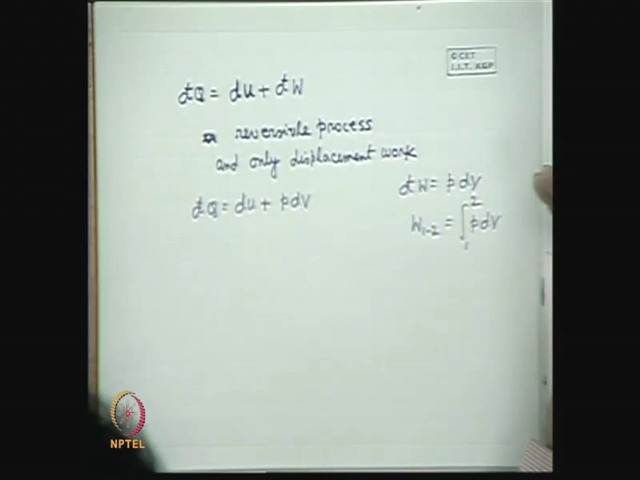 C CET
I.I.T. KGP
đQ = dU + đW
reversible process
and only displacement work
đW = pdV
đQ = dU + pdV
W₁₋₂ = ∫₁² pdV
NPTEL